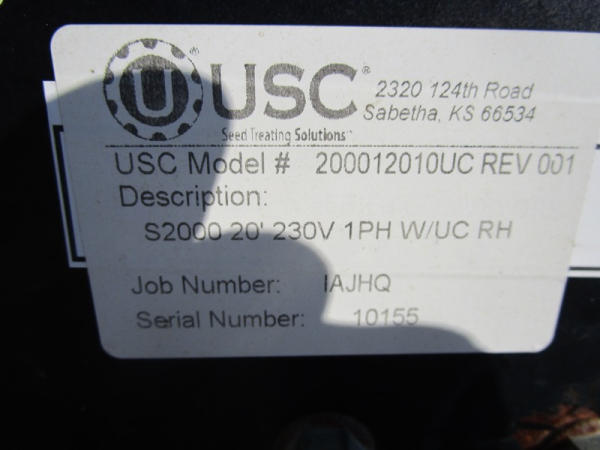 U USC®
2320 124th Road
Sabetha, KS 66534
Seed Treating Solutions™
USC Model # 200012010UC REV 001
Description:
S2000 20' 230V 1PH W/UC RH
Job Number: IAJHQ
Serial Number: 10155